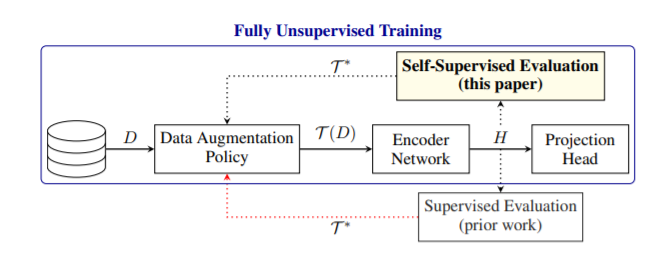 Fully Unsupervised Training
𝒯*
Self-Supervised Evaluation
(this paper)
D
Data Augmentation
Policy
𝒯(D)
Encoder
Network
H
Projection
Head
𝒯*
Supervised Evaluation
(prior work)